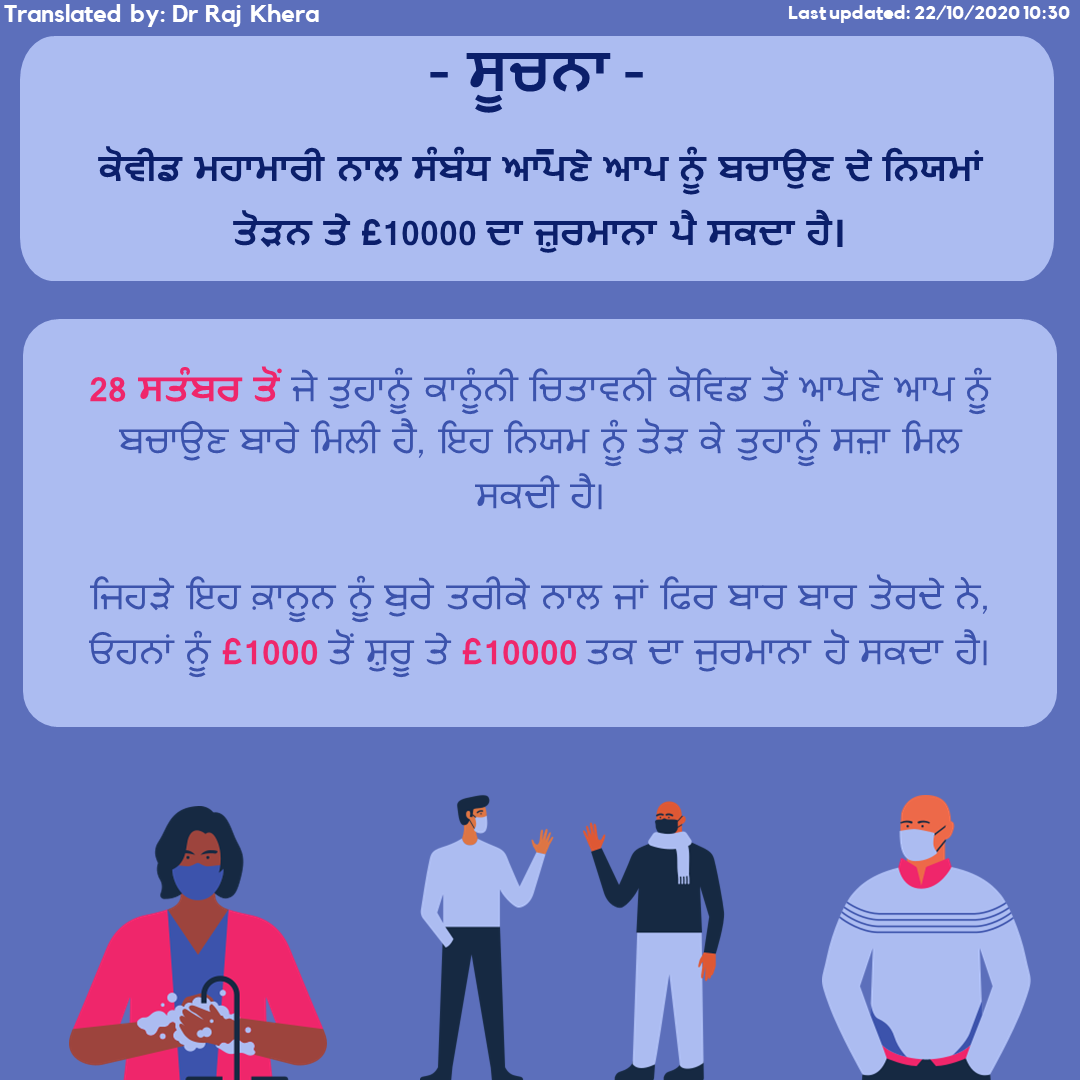 Translated by: Dr Raj Khera
Last updated: 22/10/2020 10:30
- ਸੂਚਨਾ -
ਕੋਵੀਡ ਮਹਾਮਾਰੀ ਨਾਲ ਸੰਬੰਧ ਆੱਪਣੇ ਆਪ ਨੂੰ ਬਚਾਉਣ ਦੇ ਨਿਯਮਾਂ
ਤੋੜਨ ਤੇ £10000 ਦਾ ਜ਼ੁਰਮਾਨਾ ਪੈ ਸਕਦਾ ਹੈ।
28 ਸਤੰਬਰ ਤੋਂ ਜੇ ਤੁਹਾਨੂੰ ਕਾਨੂੰਨੀ ਚਿਤਾਵਨੀ ਕੋਵਿਡ ਤੋਂ ਆਪਣੇ ਆਪ ਨੂੰ
ਬਚਾਉਣ ਬਾਰੇ ਮਿਲੀ ਹੈ, ਇਹ ਨਿਯਮ ਨੂੰ ਤੋੜ ਕੇ ਤੁਹਾਨੂੰ ਸਜ਼ਾ ਮਿਲ
ਸਕਦੀ ਹੈ।
ਜਿਹੜੇ ਇਹ ਕ਼ਾਨੂਨ ਨੂੰ ਬੁਰੇ ਤਰੀਕੇ ਨਾਲ ਜਾਂ ਫਿਰ ਬਾਰ ਬਾਰ ਤੋਰਦੇ ਨੇ,
ਓਹਨਾਂ ਨੂੰ £1000 ਤੋਂ ਸ਼ੁਰੂ ਤੇ £10000 ਤਕ ਦਾ ਜੁਰਮਾਨਾ ਹੋ ਸਕਦਾ ਹੈ।